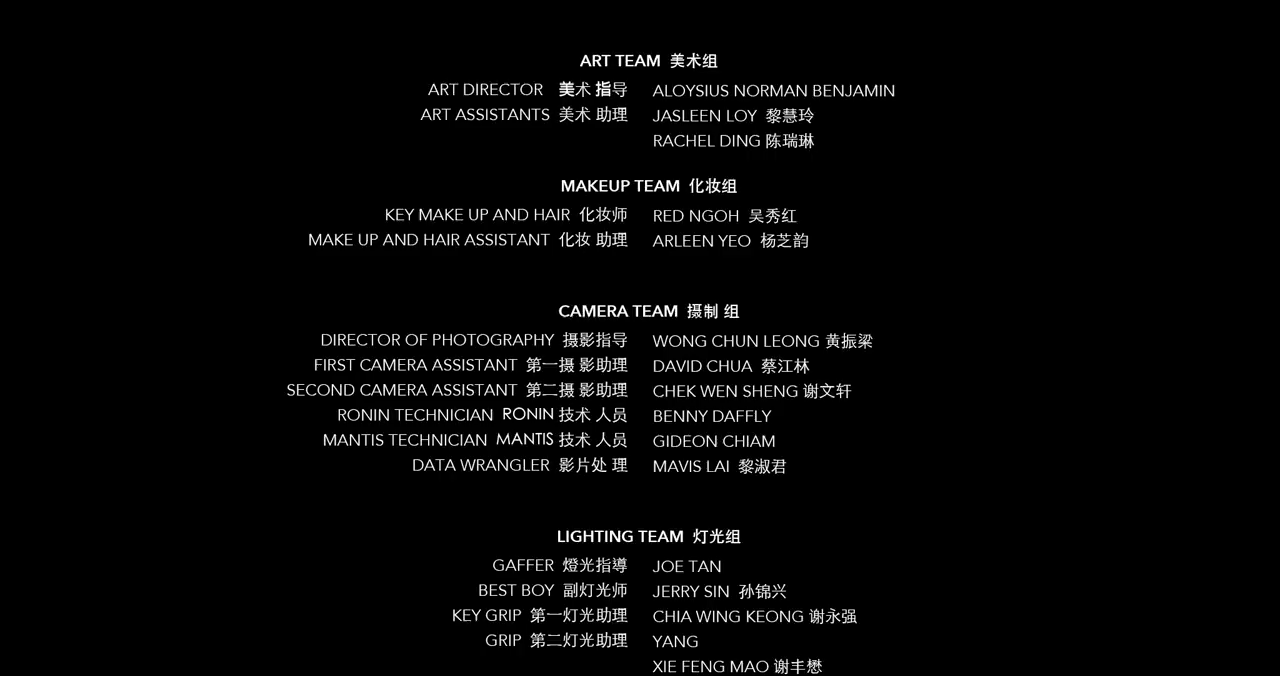 ART TEAM 美术组
ART DIRECTOR 美术 指导 ALOYSIUS NORMAN BENJAMIN
ART ASSISTANTS 美术 助理 JASLEEN LOY 黎慧玲
RACHEL DING 陈瑞琳
MAKEUP TEAM 化妆组
KEY MAKE UP AND HAIR 化妆师 RED NGOH 吴秀红
MAKE UP AND HAIR ASSISTANT 化妆 助理 ARLEEN YEO 杨芝韵
CAMERA TEAM 摄制 组
DIRECTOR OF PHOTOGRAPHY 摄影指导 WONG CHUN LEONG 黄振梁
FIRST CAMERA ASSISTANT 第一摄 影助理 DAVID CHUA 蔡江林
SECOND CAMERA ASSISTANT 第二摄 影助理 CHEK WEN SHENG 谢文轩
RONIN TECHNICIAN RONIN 技术 人员 BENNY DAFFLY
MANTIS TECHNICIAN MANTIS 技术 人员 GIDEON CHIAM
DATA WRANGLER 影片处 理 MAVIS LAI 黎淑君
LIGHTING TEAM 灯光组
GAFFER 燈光指導 JOE TAN
BEST BOY 副灯光师 JERRY SIN 孙锦兴
KEY GRIP 第一灯光助理 CHIA WING KEONG 谢永强
GRIP 第二灯光助理 YANG
XIE FENG MAO 谢丰懋